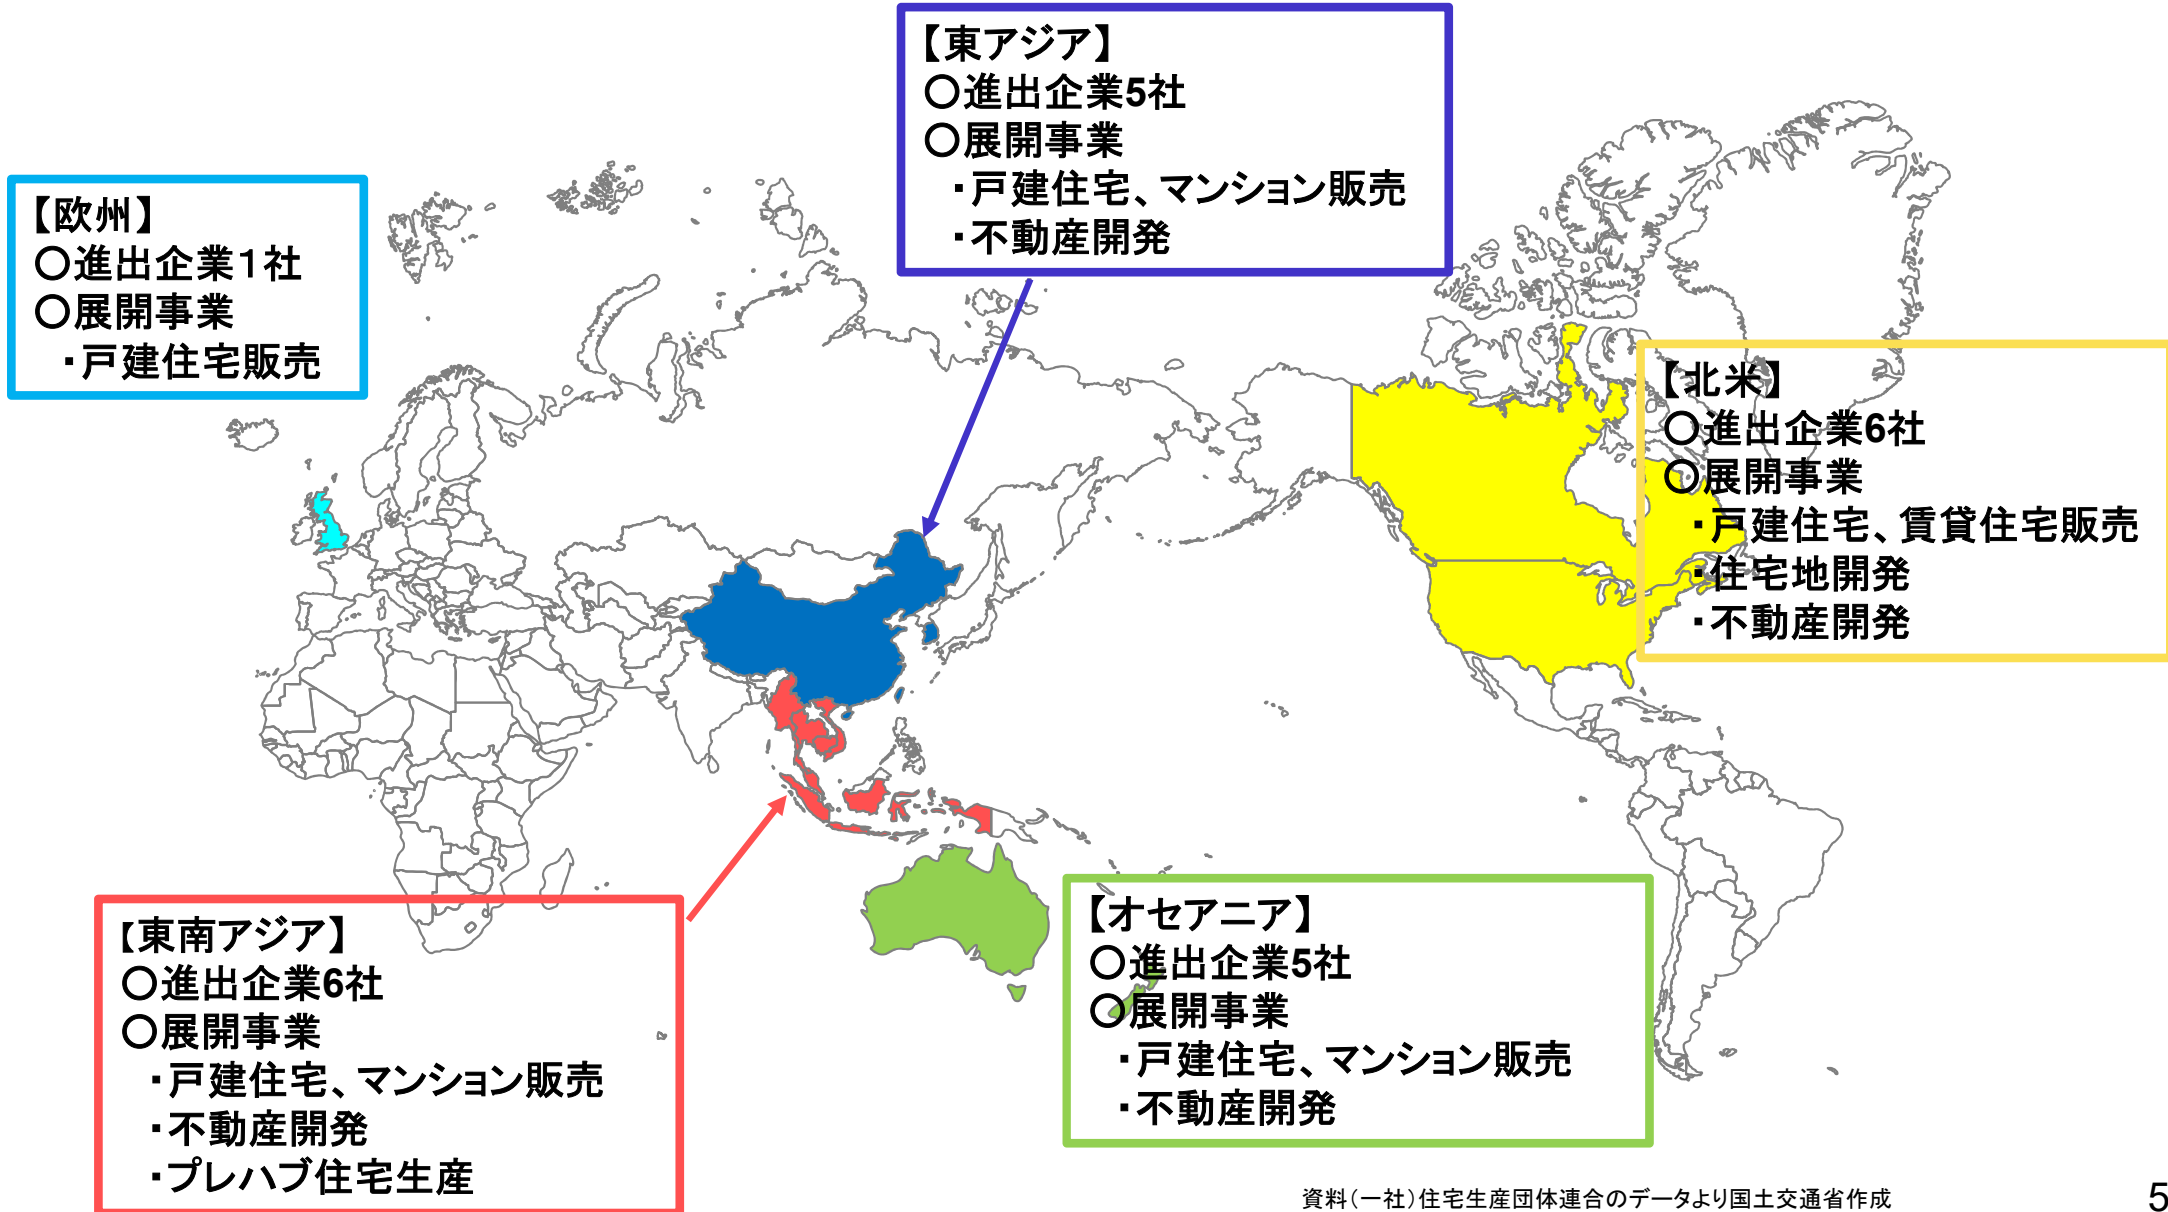 【東アジア】
○進出企業5社
○展開事業
・戸建住宅、マンション販売
・不動産開発
【欧州】
○進出企業１社
○展開事業
・戸建住宅販売
【北米】
○進出企業6社
○展開事業
・戸建住宅、賃貸住宅販売
・住宅地開発
・不動産開発
【東南アジア】
○進出企業6社
○展開事業
・戸建住宅、マンション販売
・不動産開発
・プレハブ住宅生産
【オセアニア】
○進出企業5社
○展開事業
・戸建住宅、マンション販売
・不動産開発
資料（一社）住宅生産団体連合のデータより国土交通省作成
5